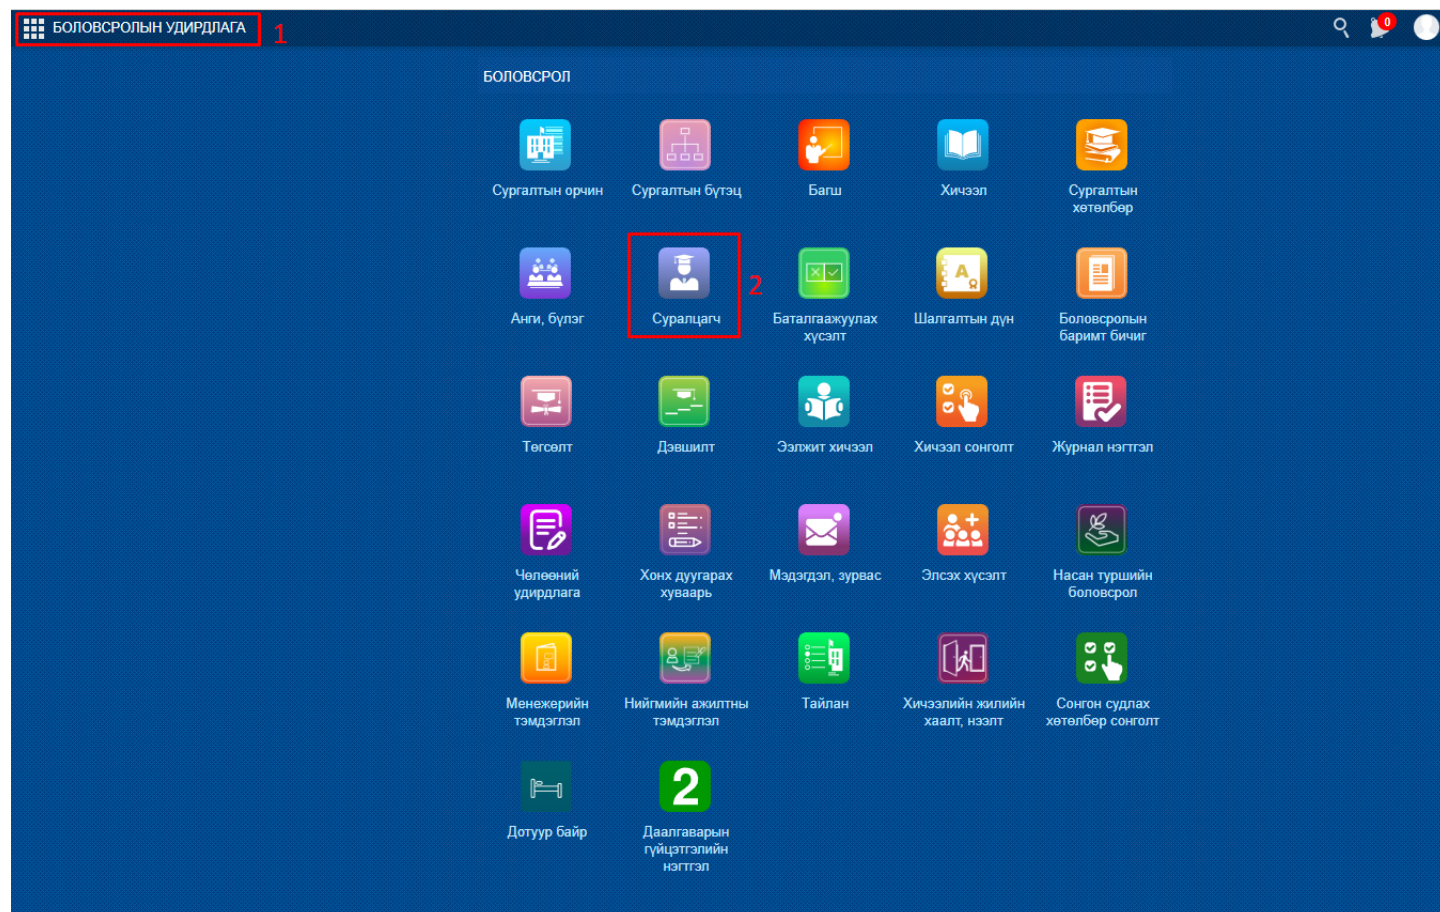 БОЛОВСРОЛЫН УДИРДЛАГА
1
0
БОЛОВСРОЛ
Сургалтын орчин
Сургалтын бүтэц
Багш
Хичээл
Сургалтын
хөтөлбөр
Анги, бүлэг
Суралцагч
2
Баталгаажуулах
хүсэлт
A
Шалгалтын дүн
Боловсролын
баримт бичиг
Төгсөлт
Дэвшилт
Ээлжит хичээл
Хичээл сонголт
Журнал нэгтгэл
Чөлөөний
удирдлага
Хонх дуугарах
хуваарь
Мэдэгдэл, зурвас
Элсэх хүсэлт
Насан туршийн
боловсрол
Менежерийн
тэмдэглэл
Нийгмийн ажилтны
тэмдэглэл
Тайлан
Хичээлийн жилийн
хаалт, нээлт
Сонгон судлах
хөтөлбөр сонголт
Дотуур байр
2
Даалгаварын
гүйцэтгэлийн
нэгтгэл